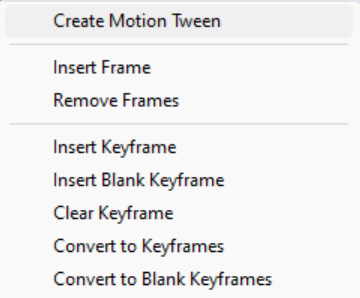 Create Motion Tween
Insert Frame
Remove Frames
Insert Keyframe
Insert Blank Keyframe
Clear Keyframe
Convert to Keyframes
Convert to Blank Keyframes